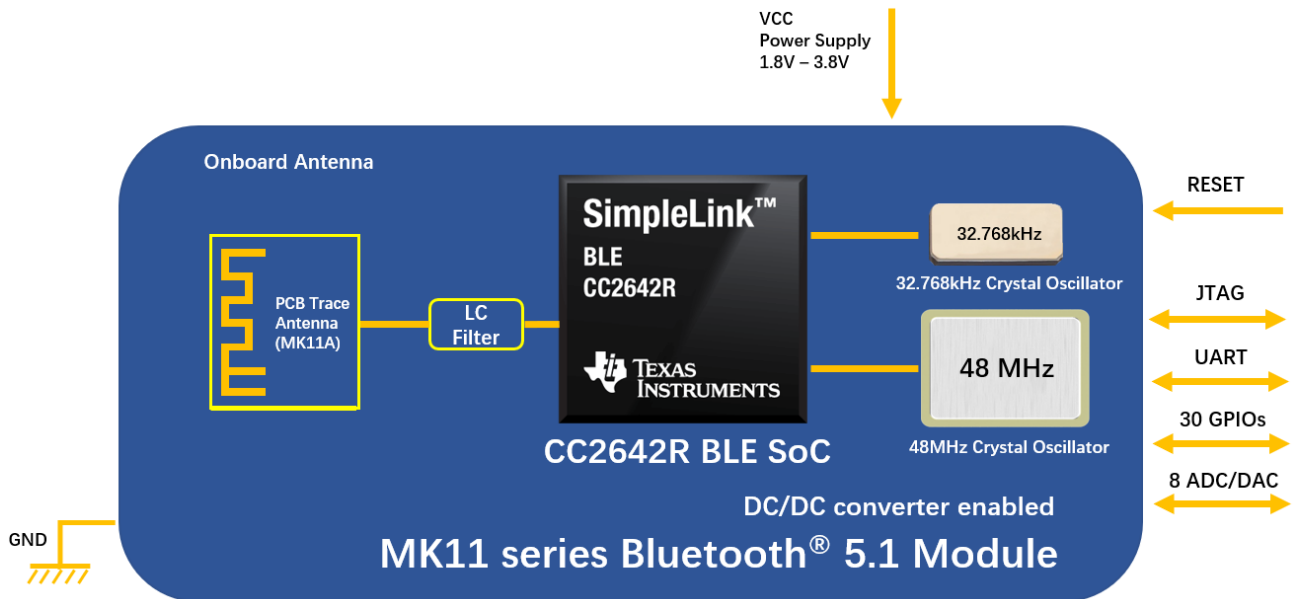 VCC
Power Supply
1.8V – 3.8V
Onboard Antenna
RESET
SimpleLink™
BLE
CC2642R
32.768kHz
32.768kHz Crystal Oscillator
PCB Trace
Antenna
(MK11A)
LC
Filter
JTAG
UART
TEXAS
INSTRUMENTS
48 MHz
30 GPIOs
CC2642R BLE SoC
48MHz Crystal Oscillator
8 ADC/DAC
DC/DC converter enabled
GND
MK11 series Bluetooth® 5.1 Module